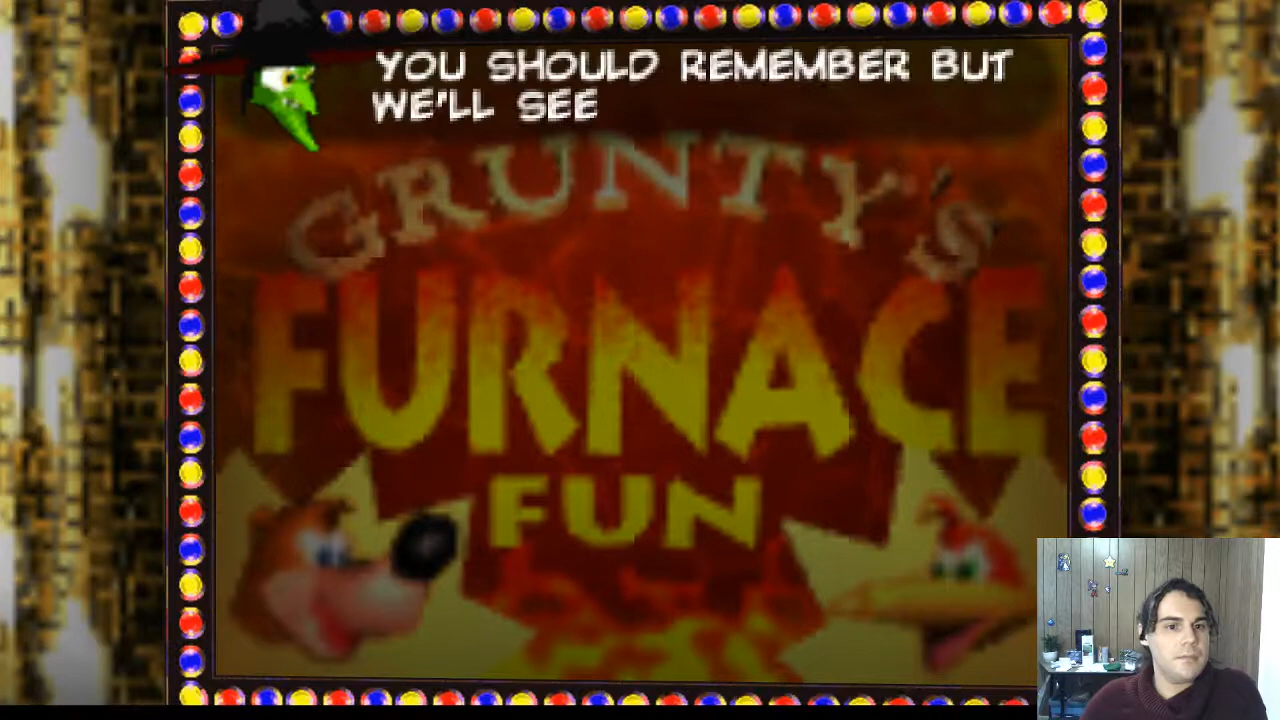 YOU SHOULD REMEMBER BUT
WE'LL SEE
GRUNTY'S
FURNACE
FUN